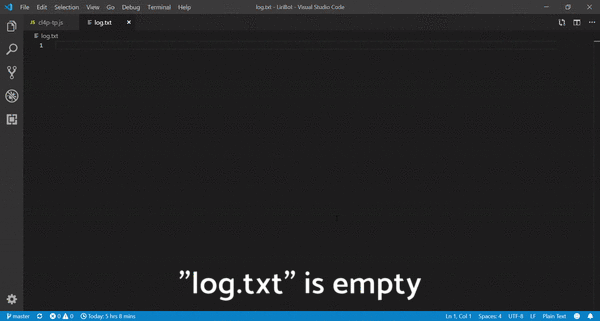 File Edit Selection View Go Debug Terminal Help
log.txt - LiriBot - Visual Studio Code
cl4p-tp.js log.txt
log.txt
1
"log.txt" is empty
master 0 0 Today: 5 hrs 8 mins Ln 1, Col 1 Spaces: 4 UTF-8 LF Plain Text